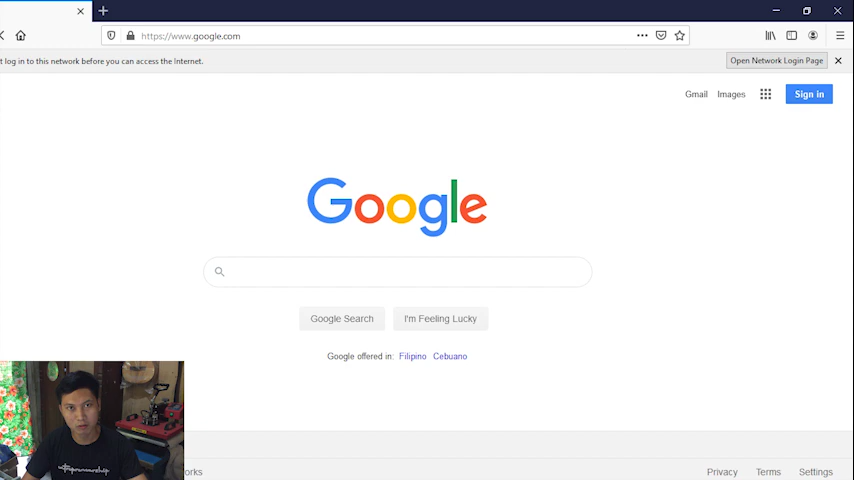 https://www.google.com
t log in to this network before you can access the Internet.
Open Network Login Page
Gmail Images Sign in
Google
Google Search I'm Feeling Lucky
Google offered in: Filipino Cebuano
orks Privacy Terms Settings